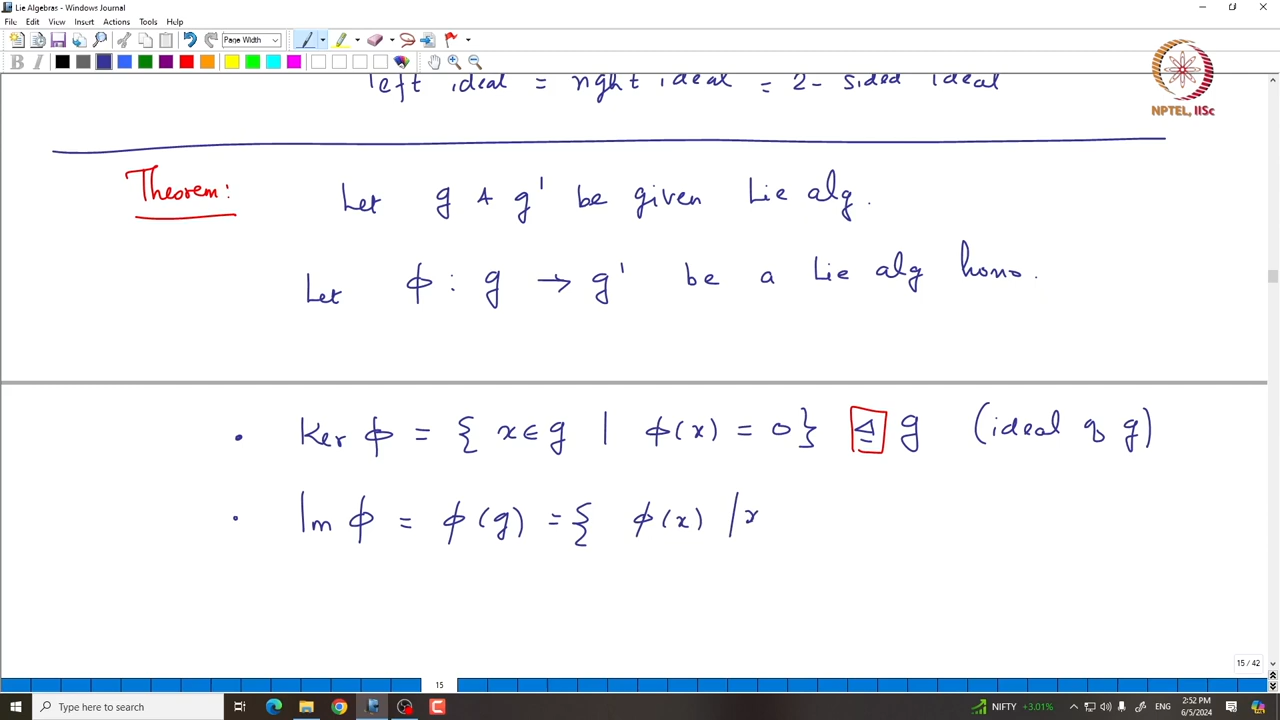 Lie Algebras - Windows Journal
File Edit View Insert Actions Tools Help
Page Width
B I
NPTEL, IISc
left ideal = right ideal = 2- sided ideal
Theorem: Let g & g' be given Lie alg.
Let ϕ : g → g' be a Lie alg homo.
• Ker ϕ = { x ∈ g | ϕ(x) = 0} ⊴ g (ideal of g)
• Im ϕ = ϕ(g) = { ϕ(x) | x
15 / 42
15
Type here to search
NIFTY +3.01%
2:52 PM
6/5/2024